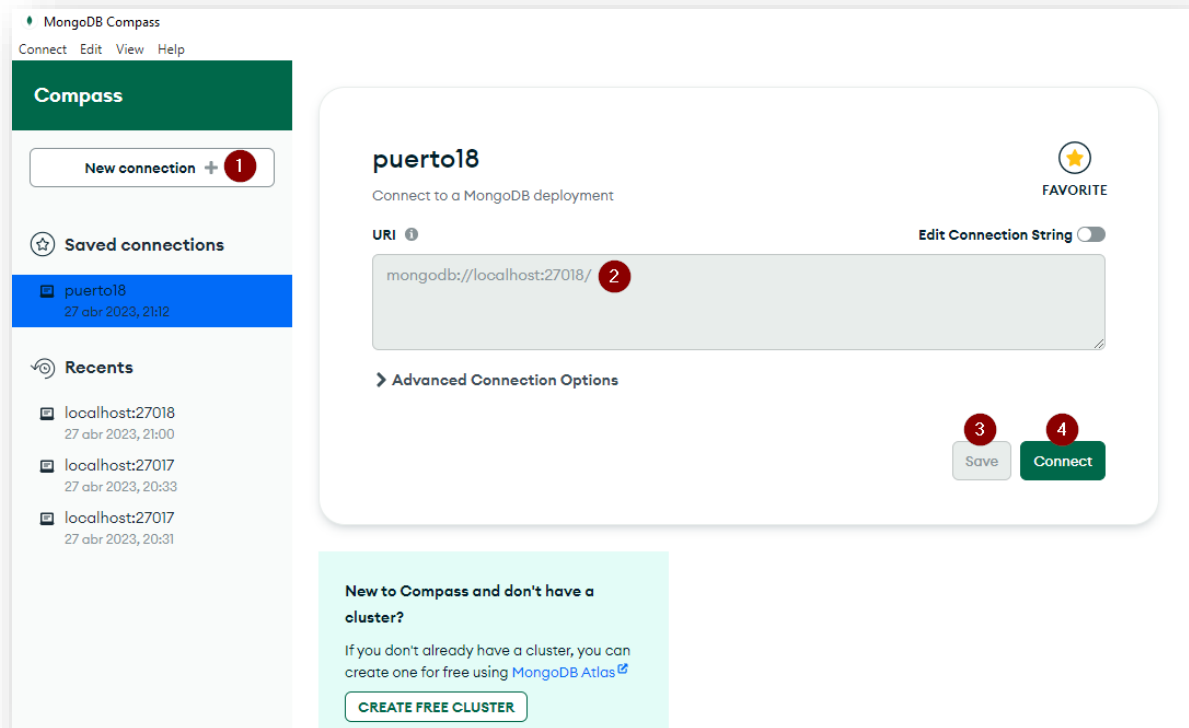 MongoDB Compass
Connect Edit View Help
Compass
New connection + 1
Saved connections
puerto18
27 abr 2023, 21:12
Recents
localhost:27018
27 abr 2023, 21:00
localhost:27017
27 abr 2023, 20:33
localhost:27017
27 abr 2023, 20:31
puerto18
FAVORITE
Connect to a MongoDB deployment
URI
Edit Connection String
mongodb://localhost:27018/ 2
Advanced Connection Options
3 4
Save Connect
New to Compass and don't have a
cluster?
If you don't already have a cluster, you can
create one for free using MongoDB Atlas
CREATE FREE CLUSTER